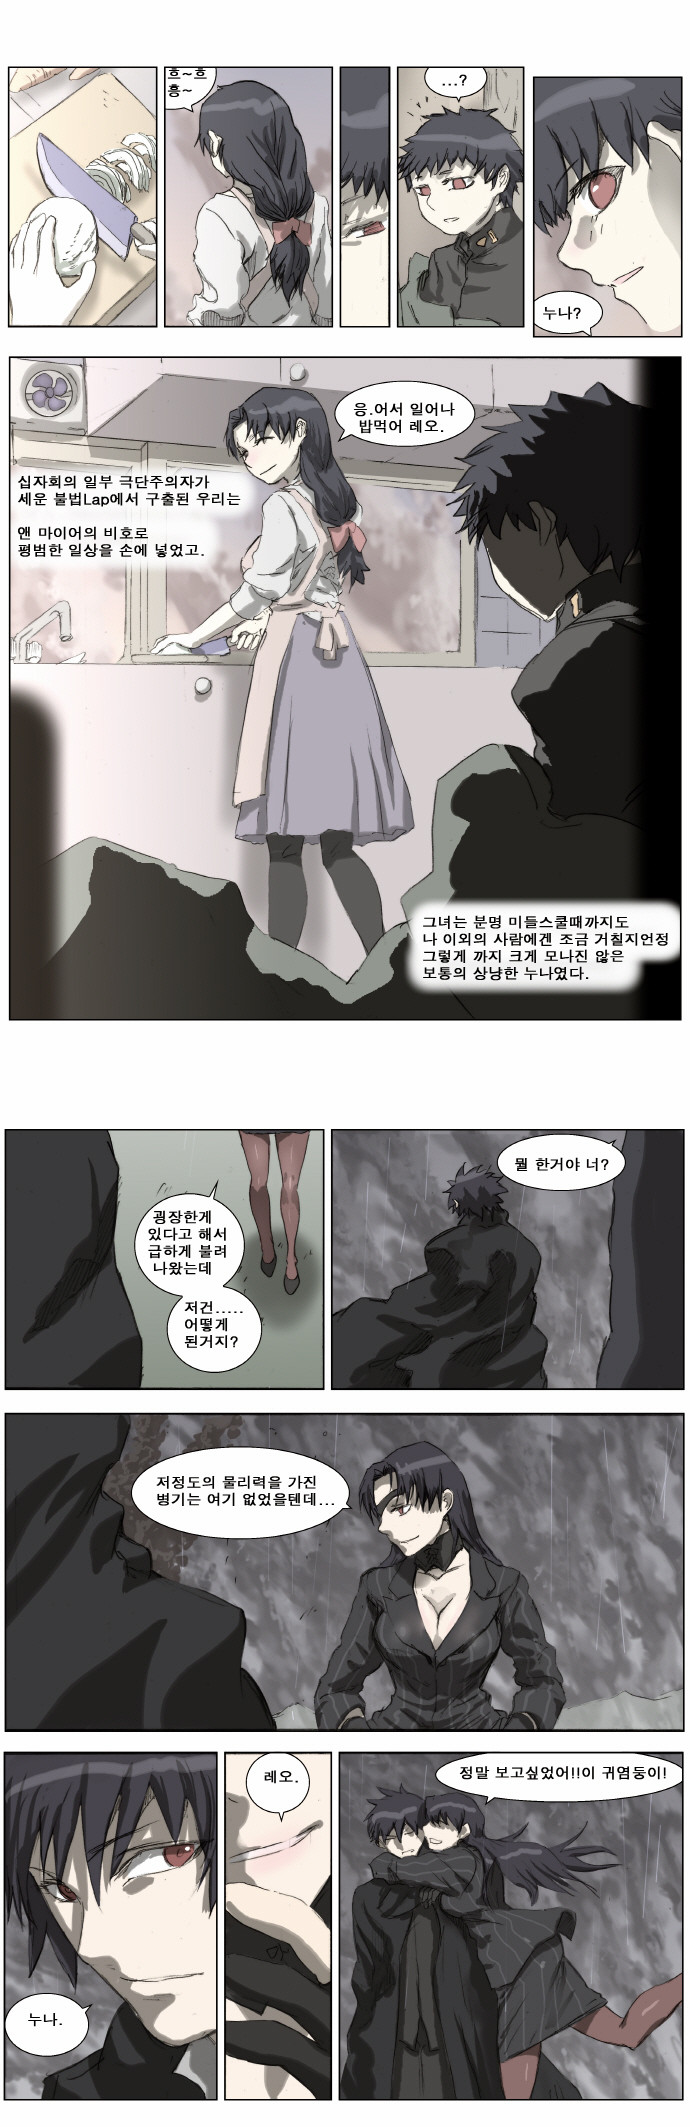 흐~흐
흥~
...?
누나?
응.어서 일어나
밥먹어 레오.
십자회의 일부 극단주의자가
세운 불법Lap에서 구출된 우리는
앤 마이어의 비호로
평범한 일상을 손에 넣었고.
그녀는 분명 미들스쿨때까지도
나 이외의 사람에겐 조금 거칠지언정
그렇게 까지 크게 모나진 않은
보통의 상냥한 누나였다.
굉장한게
있다고 해서
급하게 불려
나왔는데
저건.....
어떻게
된거지?
뭘 한거야 너?
저정도의 물리력을 가진
병기는 여기 없었을텐데...
누나.
레오.
정말 보고싶었어!!이 귀염둥이!